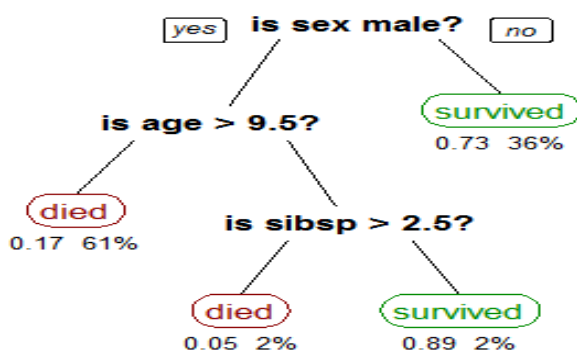 yes is sex male? no
is age > 9.5?
survived
0.73 36%
died
0.17 61%
is sibsp > 2.5?
died survived
0.05 2% 0.89 2%